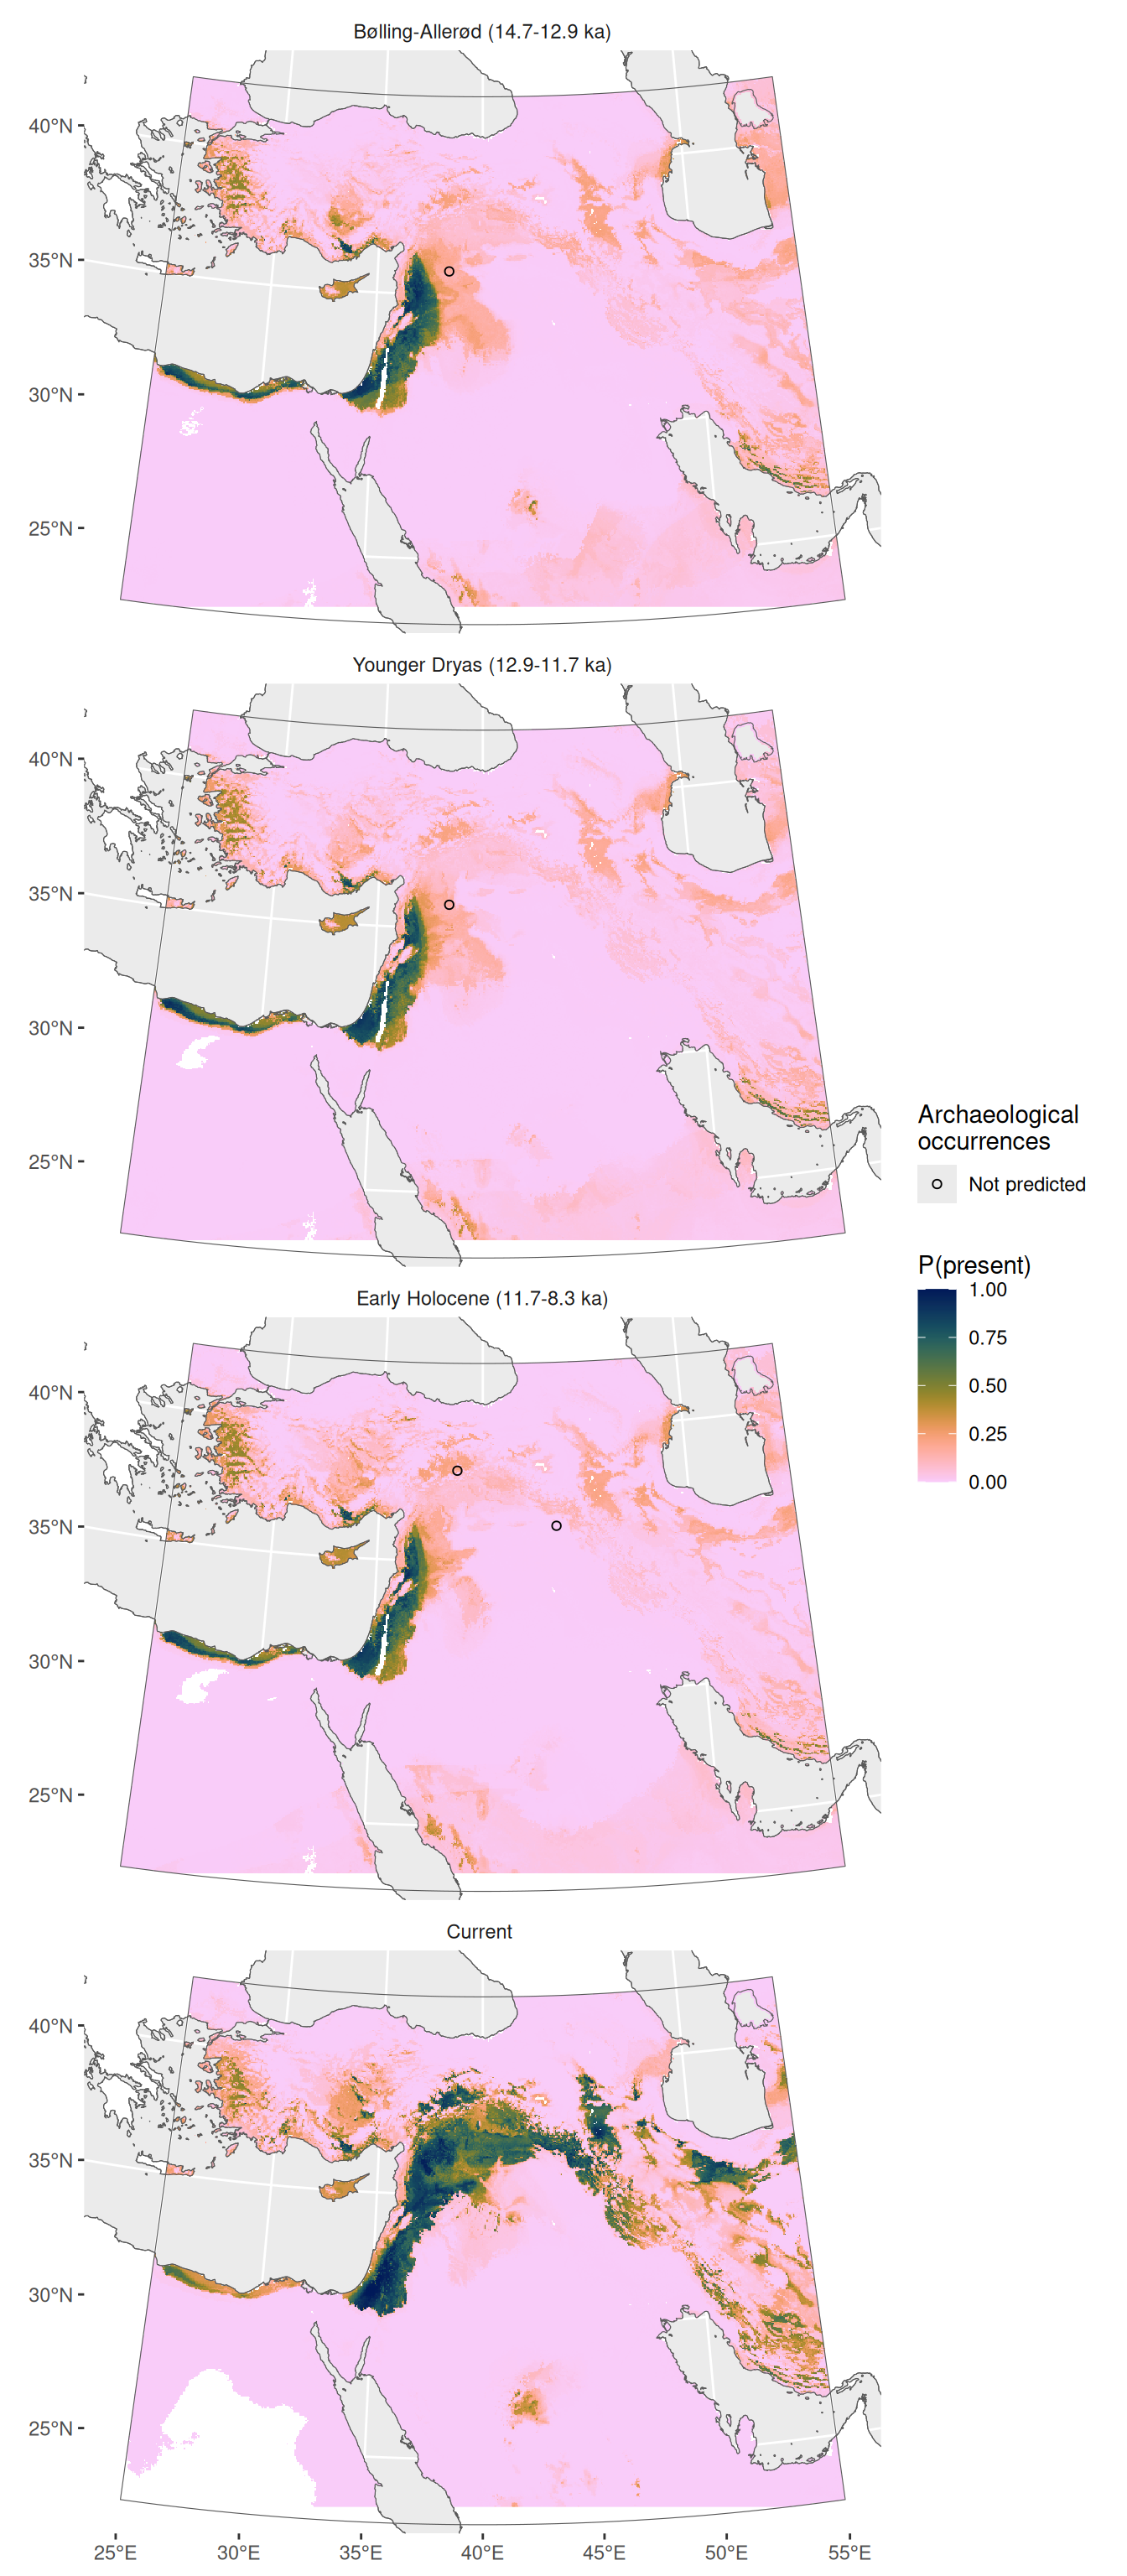 Bølling-Allerød (14.7-12.9 ka)
40°N
35°N
30°N
25°N
Younger Dryas (12.9-11.7 ka)
40°N
35°N
30°N
25°N
Archaeological
occurrences
Not predicted
P(present)
1.00
0.75
0.50
0.25
0.00
Early Holocene (11.7-8.3 ka)
40°N
35°N
30°N
25°N
Current
40°N
35°N
30°N
25°N
25°E 30°E 35°E 40°E 45°E 50°E 55°E